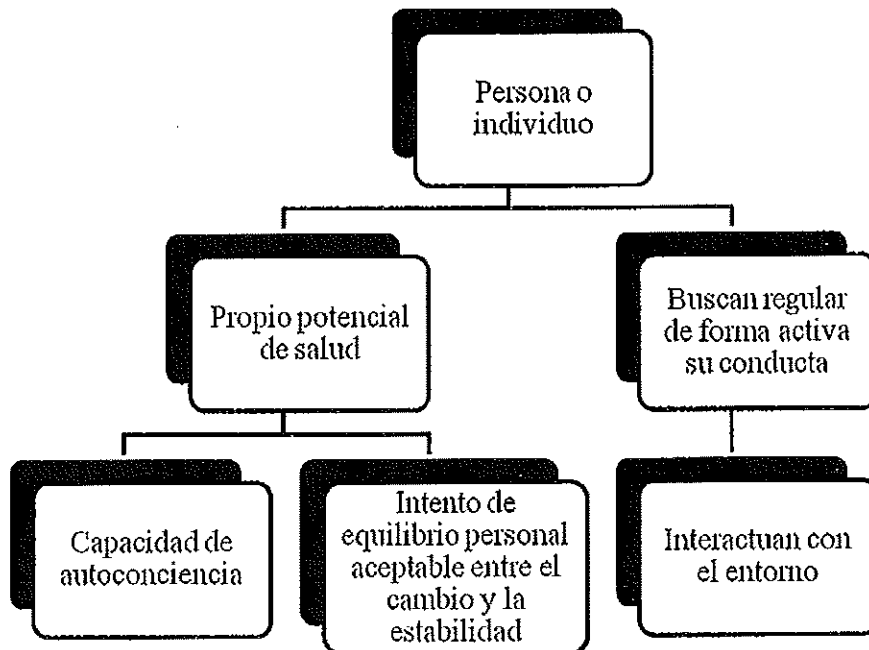 Persona o
individuo
Propio potencial
de salud
Buscan regular
de forma activa
su conducta
Capacidad de
autoconciencia
Intento de
equilibrio personal
aceptable entre el
cambio y la
estabilidad
Interactuan con
el entorno